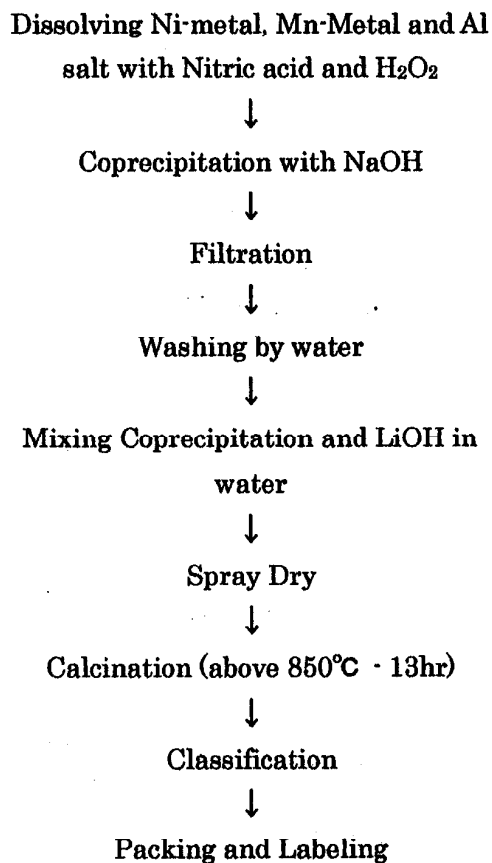 Dissolving Ni-metal, Mn-Metal and Al
salt with Nitric acid and H₂O₂
↓
Coprecipitation with NaOH
↓
Filtration
↓
Washing by water
↓
Mixing Coprecipitation and LiOH in
water
↓
Spray Dry
↓
Calcination (above 850℃ - 13hr)
↓
Classification
↓
Packing and Labeling